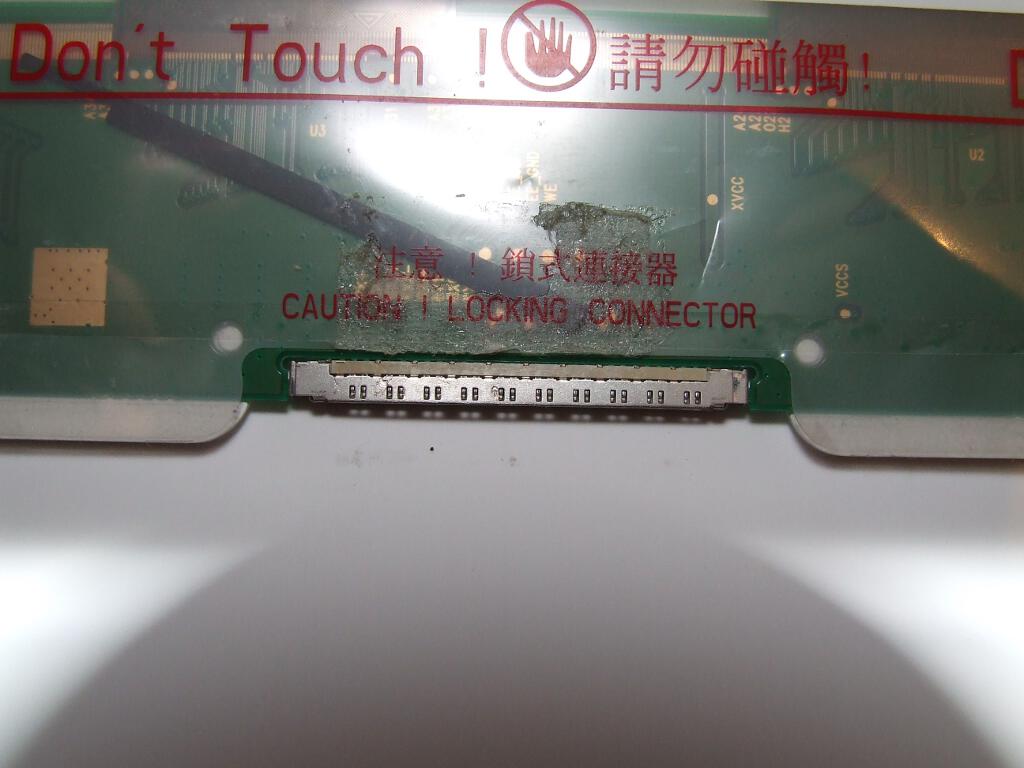 Don't Touch ! 請勿碰觸!
U3
U2
XVCC
VCCS
注意 ! 鎖式連接器
CAUTION ! LOCKING CONNECTOR